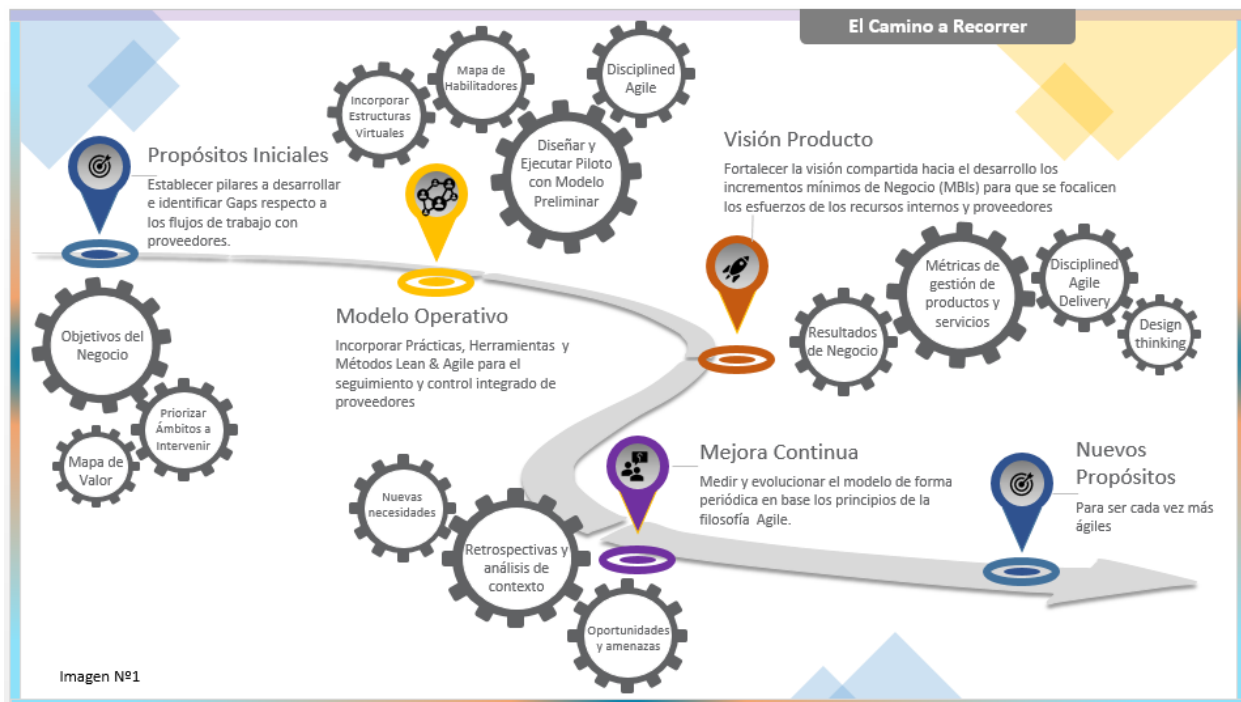 El Camino a Recorrer
Propósitos Iniciales
Establecer pilares a desarrollar
e identificar Gaps respecto a
los flujos de trabajo con
proveedores.
Objetivos del
Negocio
Priorizar
Ámbitos a
Intervenir
Mapa de
Valor
Incorporar
Estructuras
Virtuales
Mapa de
Habilitadores
Disciplined
Agile
Diseñar y
Ejecutar Piloto
con Modelo
Preliminar
Modelo Operativo
Incorporar Prácticas, Herramientas y
Métodos Lean & Agile para el
seguimiento y control integrado de
proveedores
Visión Producto
Fortalecer la visión compartida hacia el desarrollo los
incrementos mínimos de Negocio (MBIs) para que se focalicen
los esfuerzos de los recursos internos y proveedores
Resultados
de Negocio
Métricas de
gestión de
productos y
servicios
Disciplined
Agile
Delivery
Design
thinking
Mejora Continua
Medir y evolucionar el modelo de forma
periódica en base los principios de la
filosofía Agile.
Nuevas
necesidades
Retrospectivas y
análisis de
contexto
Oportunidades
y amenazas
Nuevos
Propósitos
Para ser cada vez más
ágiles
Imagen Nº1